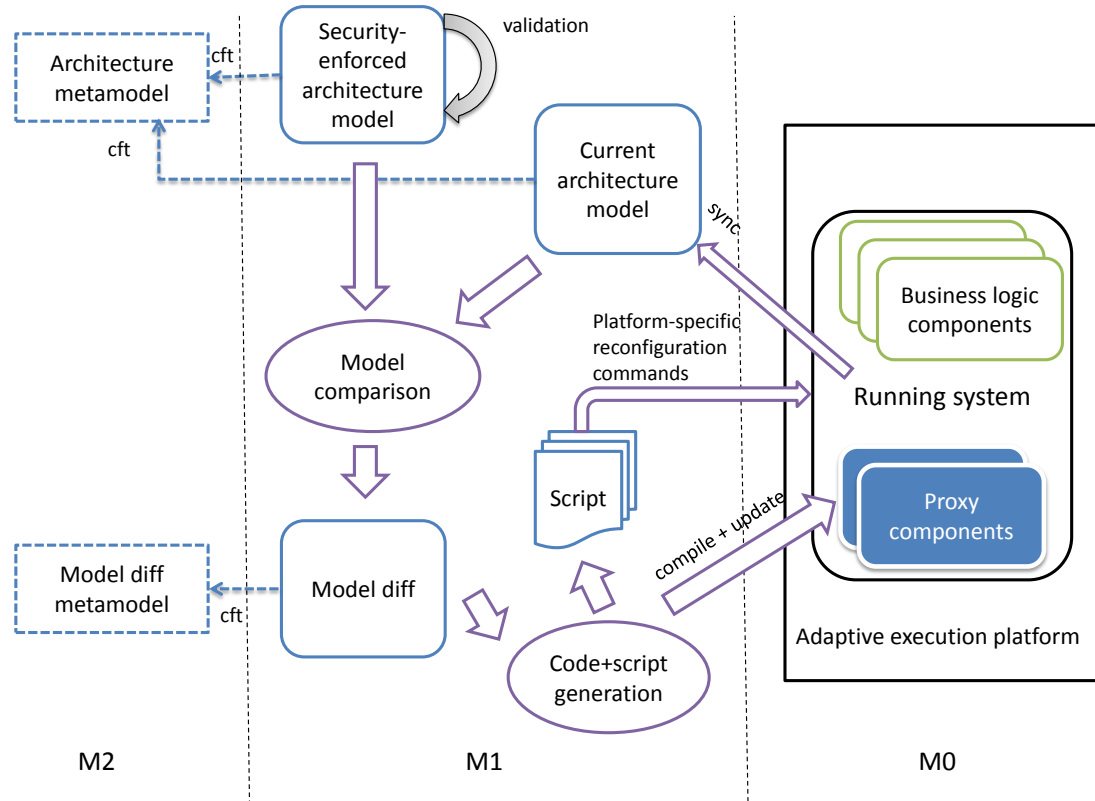 validation
Security-
enforced
architecture
model
cft
Architecture
metamodel
cft
Current
architecture
model
sync
Business logic
components
Platform-specific
reconfiguration
commands
Model
comparison
Running system
Script
Proxy
components
compile + update
Model diff
metamodel
cft
Model diff
Code+script
generation
Adaptive execution platform
M2
M1
M0